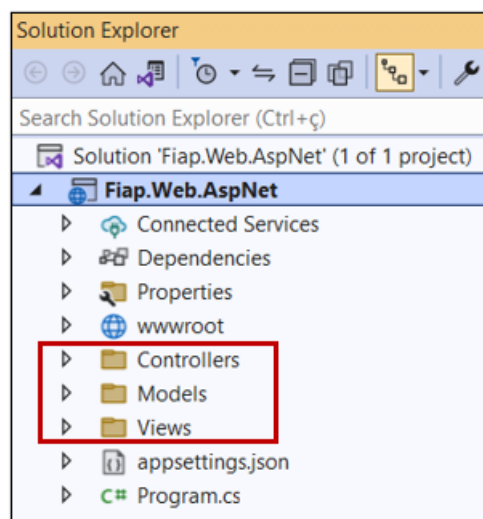 Solution Explorer
Search Solution Explorer (Ctrl+ç)
Solution 'Fiap.Web.AspNet' (1 of 1 project)
Fiap.Web.AspNet
Connected Services
Dependencies
Properties
wwwroot
Controllers
Models
Views
appsettings.json
C# Program.cs